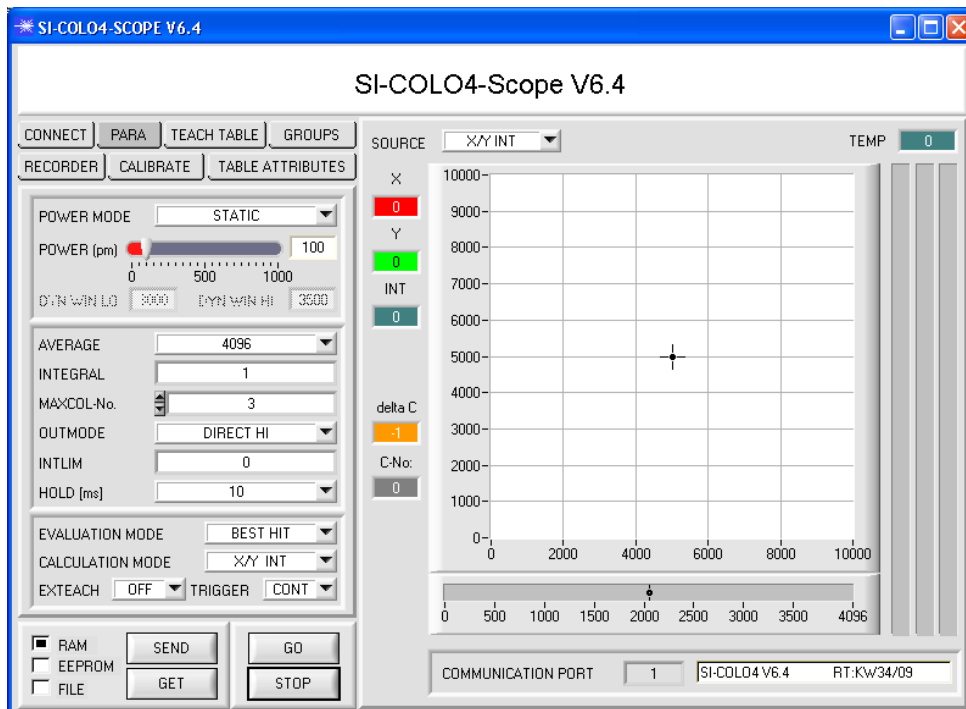 SI-COLO4-SCOPE V6.4
SI-COLO4-Scope V6.4
CONNECT PARA TEACH TABLE GROUPS
RECORDER CALIBRATE TABLE ATTRIBUTES
POWER MODE STATIC
POWER (pm) 100
0 500 1000
DYN WIN LO 3000 DYN WIN HI 3500
AVERAGE 4096
INTEGRAL 1
MAXCOL-No. 3
OUTMODE DIRECT HI
INTLIM 0
HOLD [ms] 10
EVALUATION MODE BEST HIT
CALCULATION MODE X/Y INT
EXTEACH OFF TRIGGER CONT
RAM
EEPROM
FILE
SEND GO
GET STOP
SOURCE X/Y INT TEMP 0
X
0
Y
0
INT
0
delta C
-1
C-No:
0
10000
9000
8000
7000
6000
5000
4000
3000
2000
1000
0
0 2000 4000 6000 8000 10000
0 500 1000 1500 2000 2500 3000 3500 4096
COMMUNICATION PORT 1 SI-COLO4 V6.4 RT:KW34/09